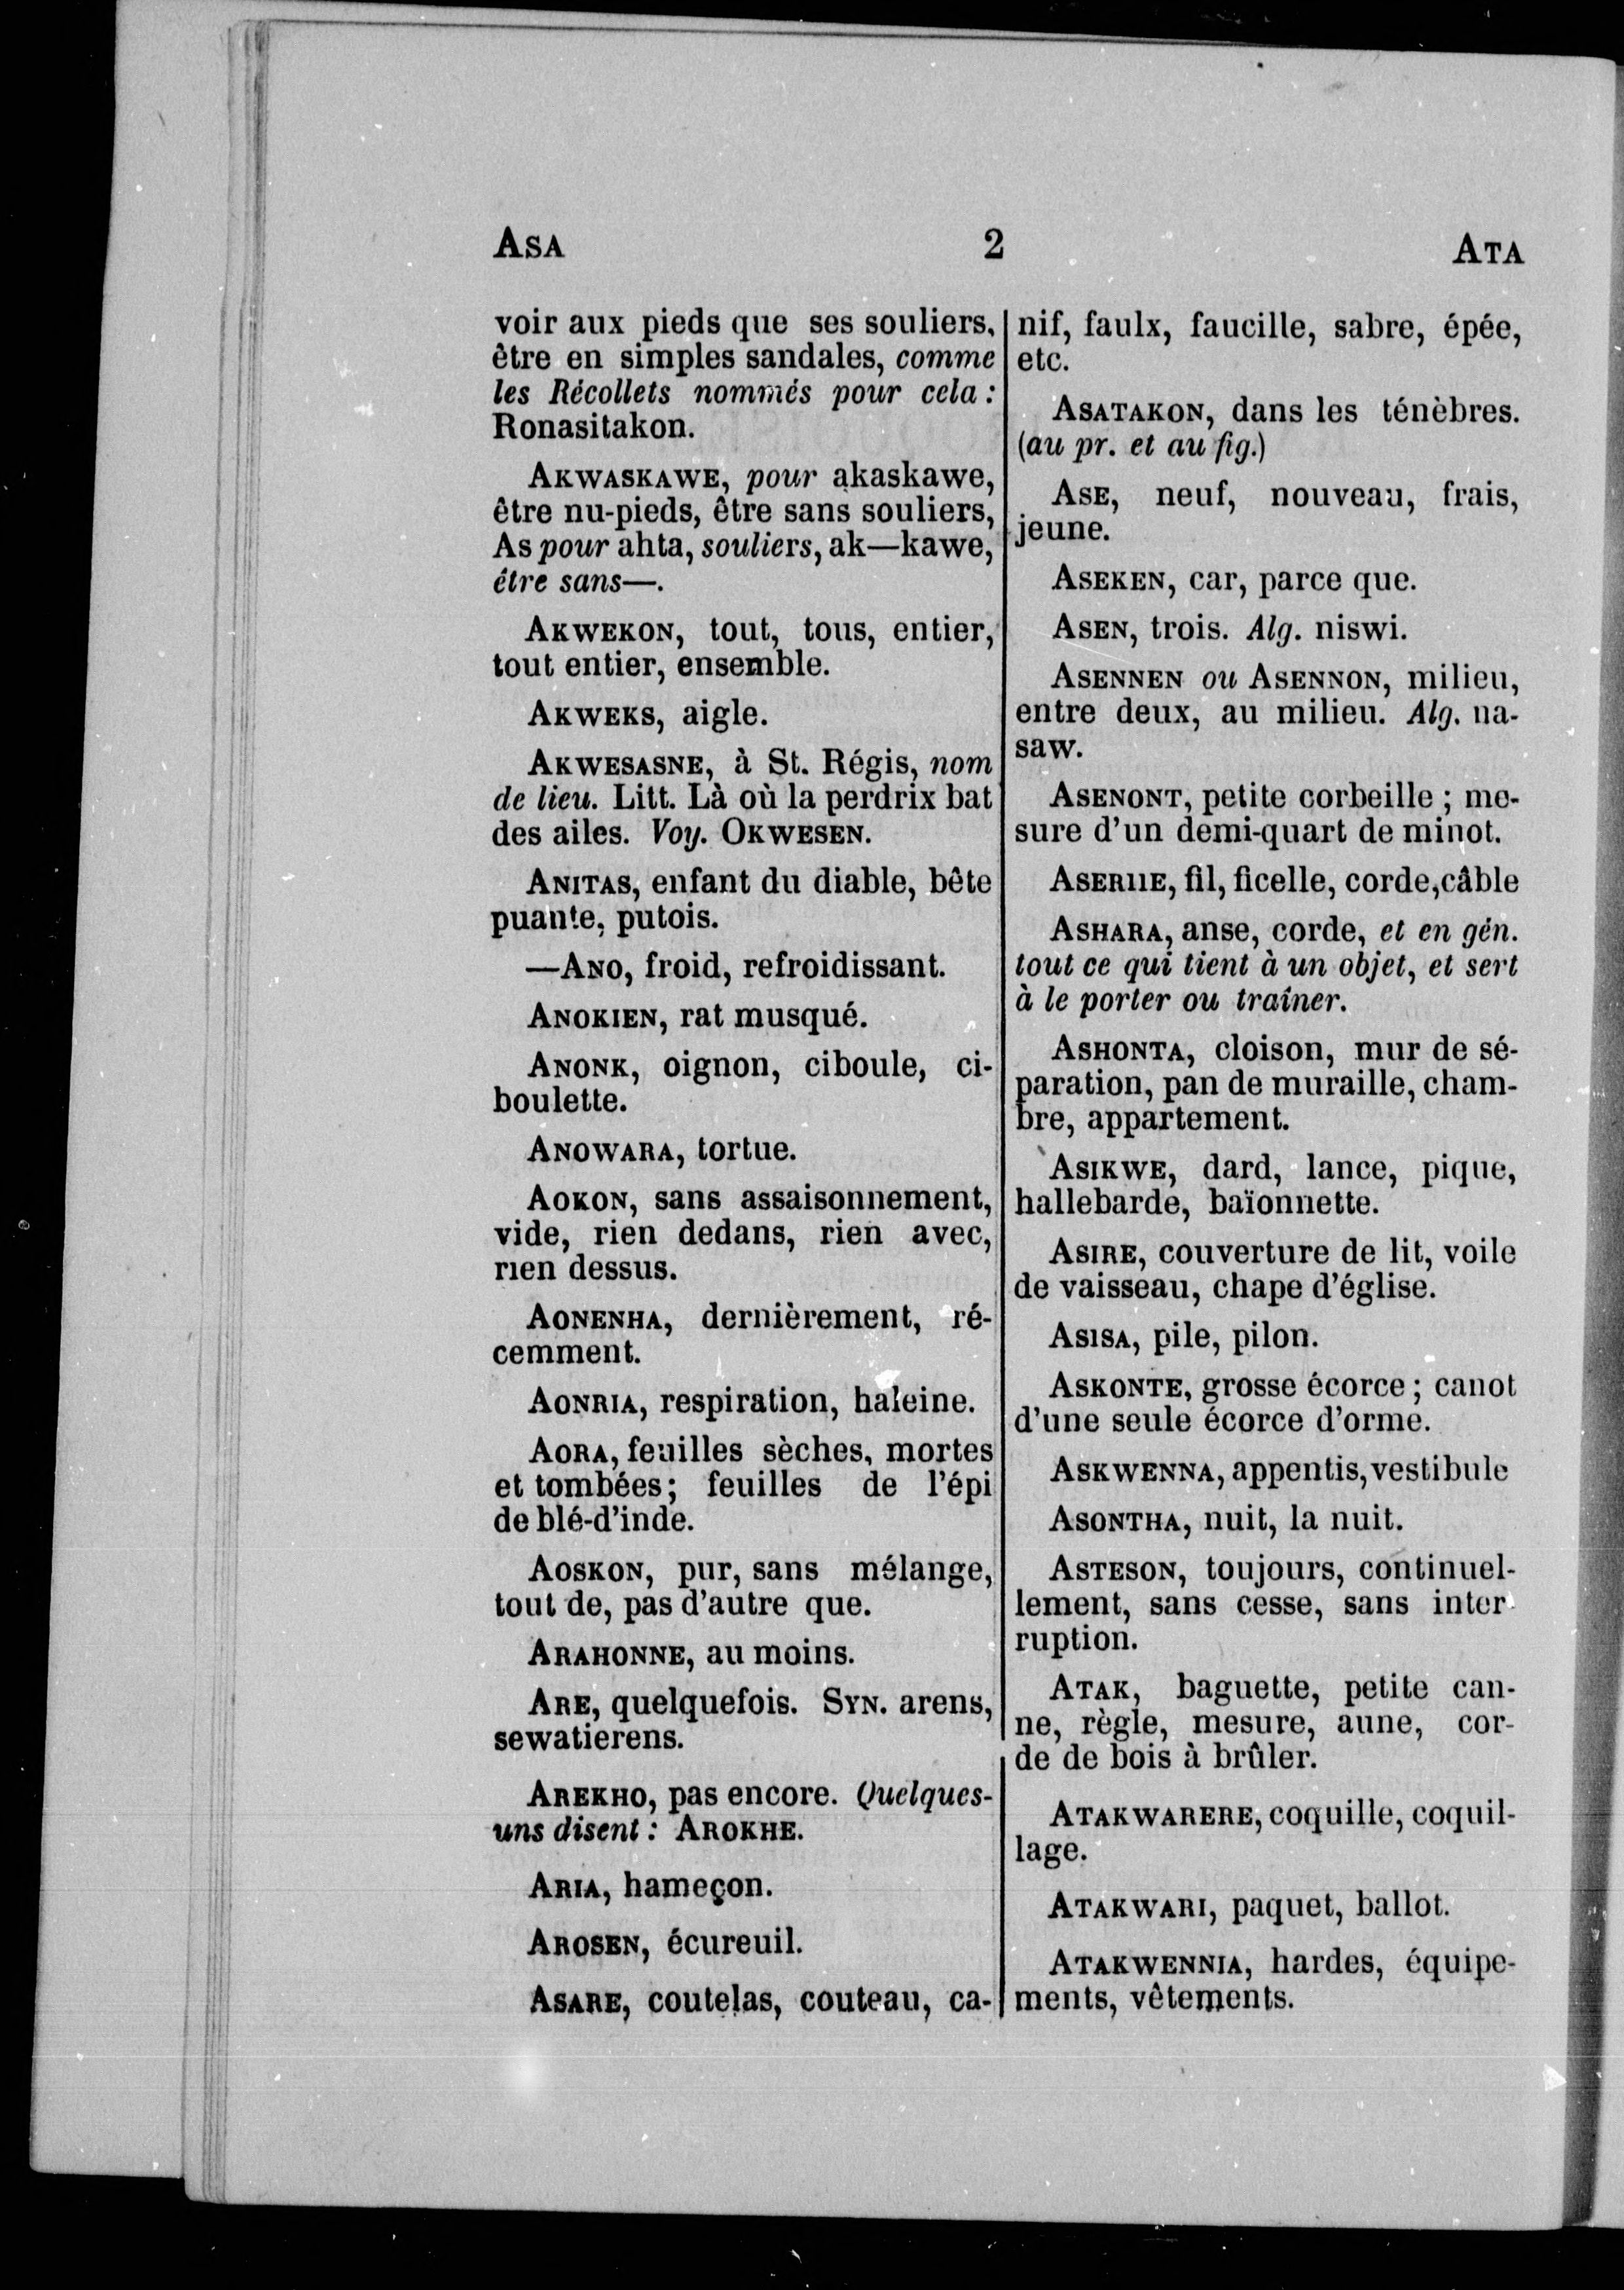 ASA 2 ATA
voir aux pieds que ses souliers,
être en simples sandales, comme
les Récollets nommés pour cela :
Ronasitakon.
AKWASKAWE, pour akaskawe,
être nu-pieds, être sans souliers,
As pour ahta, souliers, ak—kawe,
être sans—.
AKWEKON, tout, tous, entier,
tout entier, ensemble.
AKWEKS, aigle.
AKWESASNE, à St. Régis, nom
de lieu. Litt. Là où la perdrix bat
des ailes. Voy. OKWESEN.
ANITAS, enfant du diable, bête
puante, putois.
—ANO, froid, refroidissant.
ANOKIEN, rat musqué.
ANONK, oignon, ciboule, ci-
boulette.
ANOWARA, tortue.
AOKON, sans assaisonnement,
vide, rien dedans, rien avec,
rien dessus.
AONENHA, dernièrement, ré-
cemment.
AONRIA, respiration, haleine.
AORA, feuilles sèches, mortes
et tombées; feuilles de l'épi
de blé-d'inde.
AOSKON, pur, sans mélange,
tout de, pas d'autre que.
ARAHONNE, au moins.
ARE, quelquefois. SYN. arens,
sewatierens.
AREKHO, pas encore. Quelques-
uns disent : AROKHE.
ARIA, hameçon.
AROSEN, écureuil.
ASARE, coutelas, couteau, ca-
nif, faulx, faucille, sabre, épée,
etc.
ASATAKON, dans les ténèbres.
(au pr. et au fig.)
ASE, neuf, nouveau, frais,
jeune.
ASEKEN, car, parce que.
ASEN, trois. Alg. niswi.
ASENNEN ou ASENNON, milieu,
entre deux, au milieu. Alg. na-
saw.
ASENONT, petite corbeille ; me-
sure d'un demi-quart de minot.
ASERIIE, fil, ficelle, corde,câble
ASHARA, anse, corde, et en gén.
tout ce qui tient à un objet, et sert
à le porter ou traîner.
ASHONTA, cloison, mur de sé-
paration, pan de muraille, cham-
bre, appartement.
ASIKWE, dard, lance, pique,
hallebarde, baïonnette.
ASIRE, couverture de lit, voile
de vaisseau, chape d'église.
ASISA, pile, pilon.
ASKONTE, grosse écorce ; canot
d'une seule écorce d'orme.
ASKWENNA, appentis, vestibule
ASONTHA, nuit, la nuit.
ASTESON, toujours, continuel-
lement, sans cesse, sans inter-
ruption.
ATAK, baguette, petite can-
ne, règle, mesure, aune, cor-
de de bois à brûler.
ATAKWARERE, coquille, coquil-
lage.
ATAKWARI, paquet, ballot.
ATAKWENNIA, hardes, équipe-
ments, vêtements.